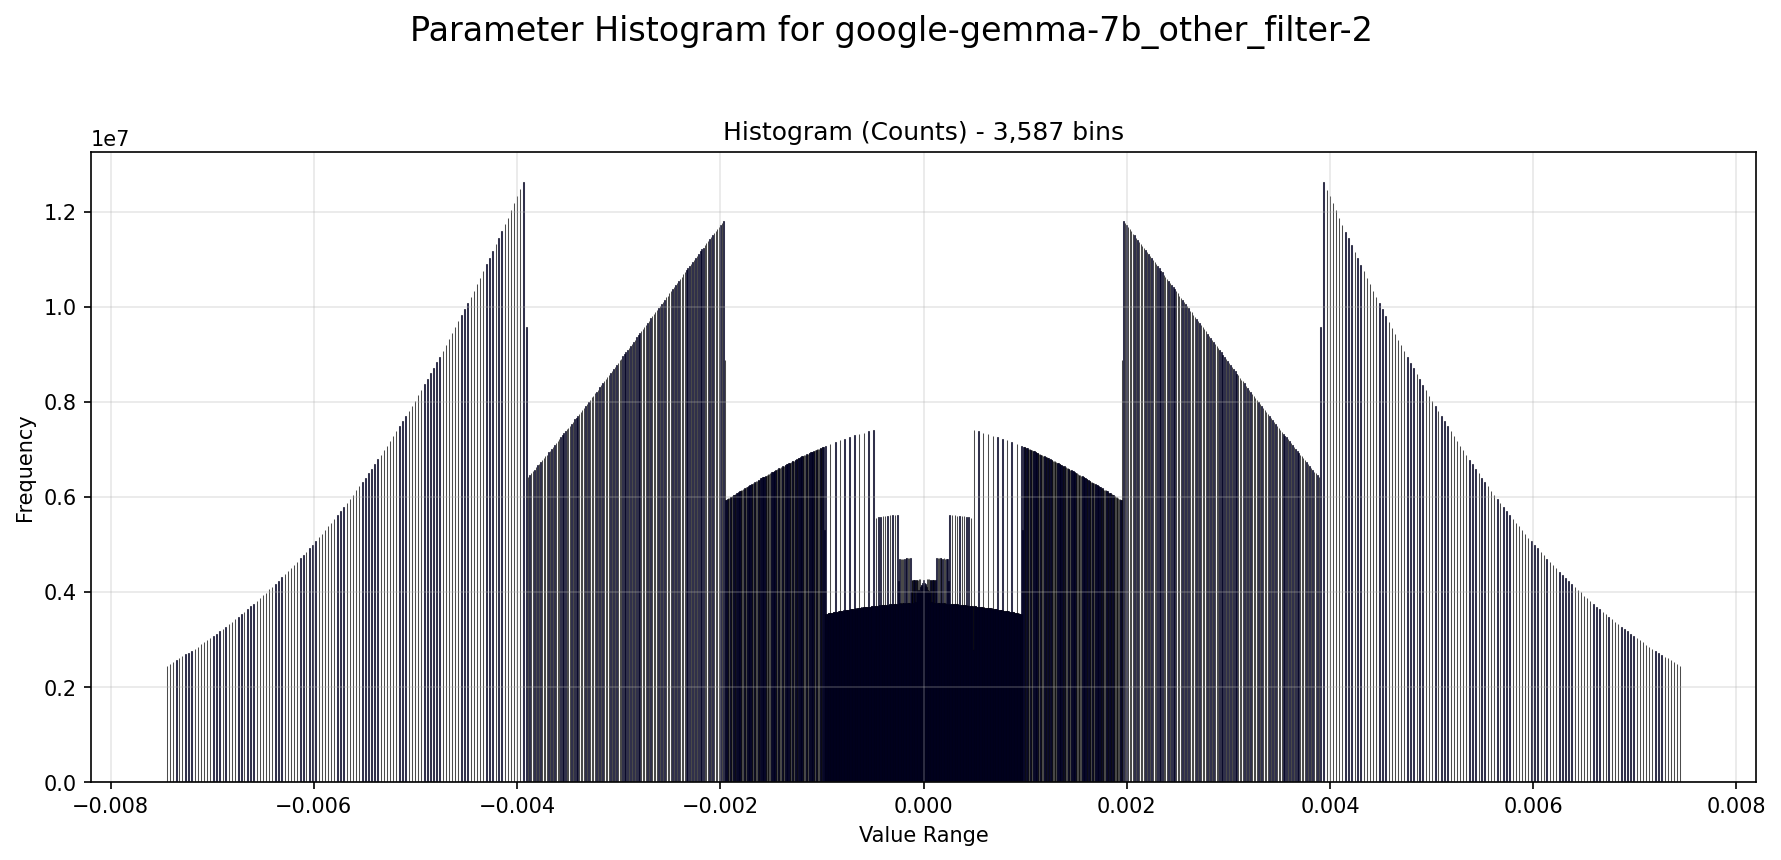 Parameter Histogram for google-gemma-7b_other_filter-2
Histogram (Counts) - 3,587 bins
1e7
1.2
1.0
0.8
0.6
0.4
0.2
0.0
Frequency
−0.008 −0.006 −0.004 −0.002 0.000 0.002 0.004 0.006 0.008
Value Range